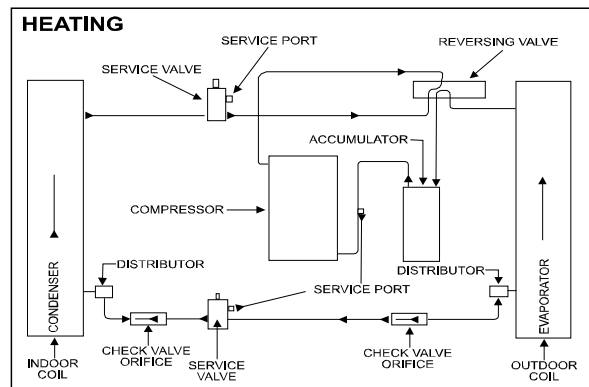 HEATING
SERVICE PORT
REVERSING VALVE
SERVICE VALVE
ACCUMULATOR
COMPRESSOR
CONDENSER
EVAPORATOR
DISTRIBUTOR
DISTRIBUTOR
SERVICE PORT
INDOOR
COIL
CHECK VALVE
ORIFICE
SERVICE
VALVE
CHECK VALVE
ORIFICE
OUTDOOR
COIL